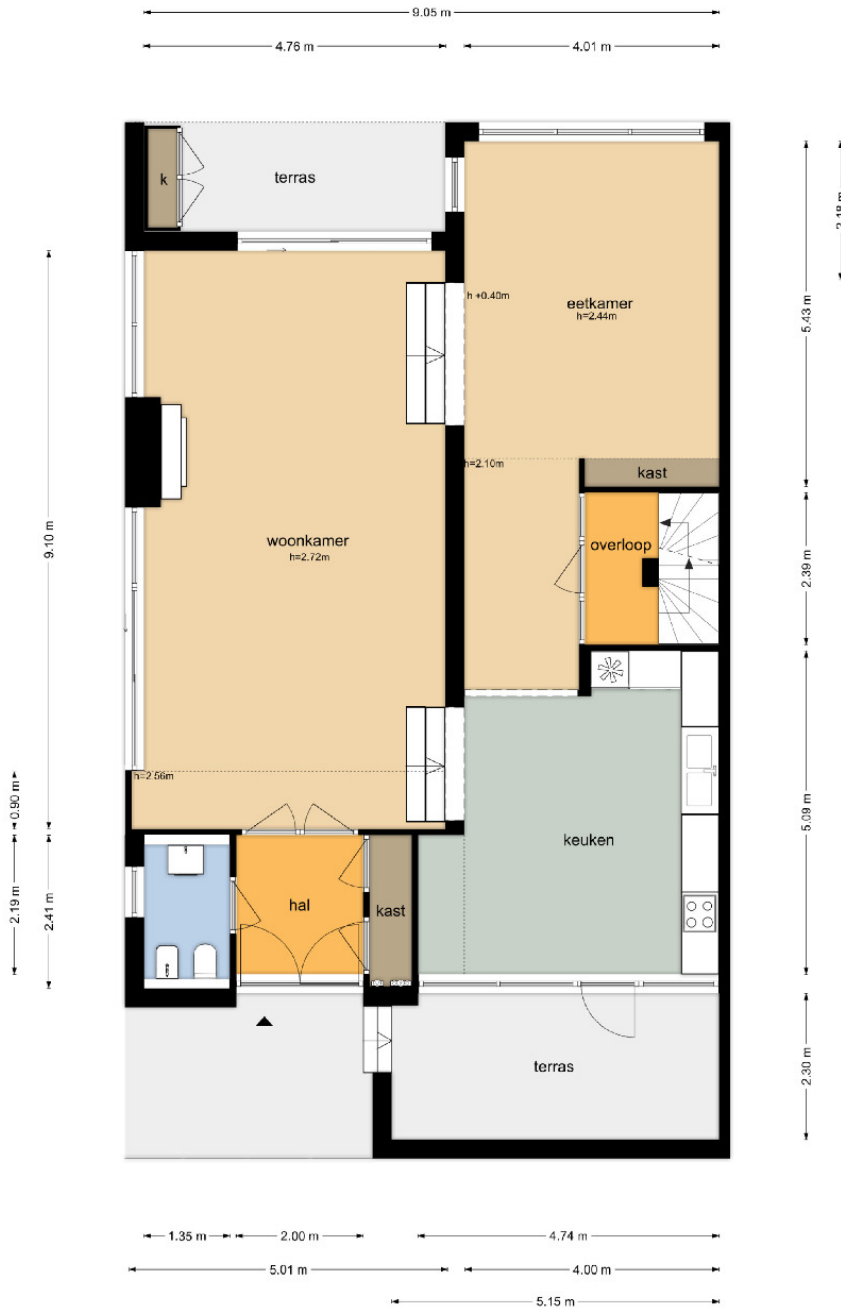 9.05 m
4.76 m
4.01 m
k
terras
2.18 m
h +0.40m
eetkamer
h=2.44m
5.43 m
h=2.10m
kast
9.10 m
woonkamer
h=2.72m
overloop
2.39 m
h=2.56m
0.90 m
keuken
5.09 m
2.19 m
2.41 m
hal
kast
terras
2.30 m
1.35 m
2.00 m
4.74 m
5.01 m
4.00 m
5.15 m